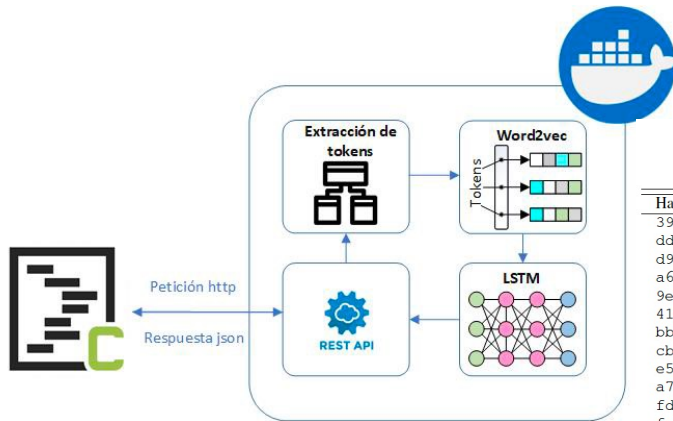 Extracción de
tokens
Word2vec
Tokens
LSTM
Petición http
Respuesta json
REST API
C
Ha
39
dd
d9
a6
9e
41
bb
cb
e5
a7
fd